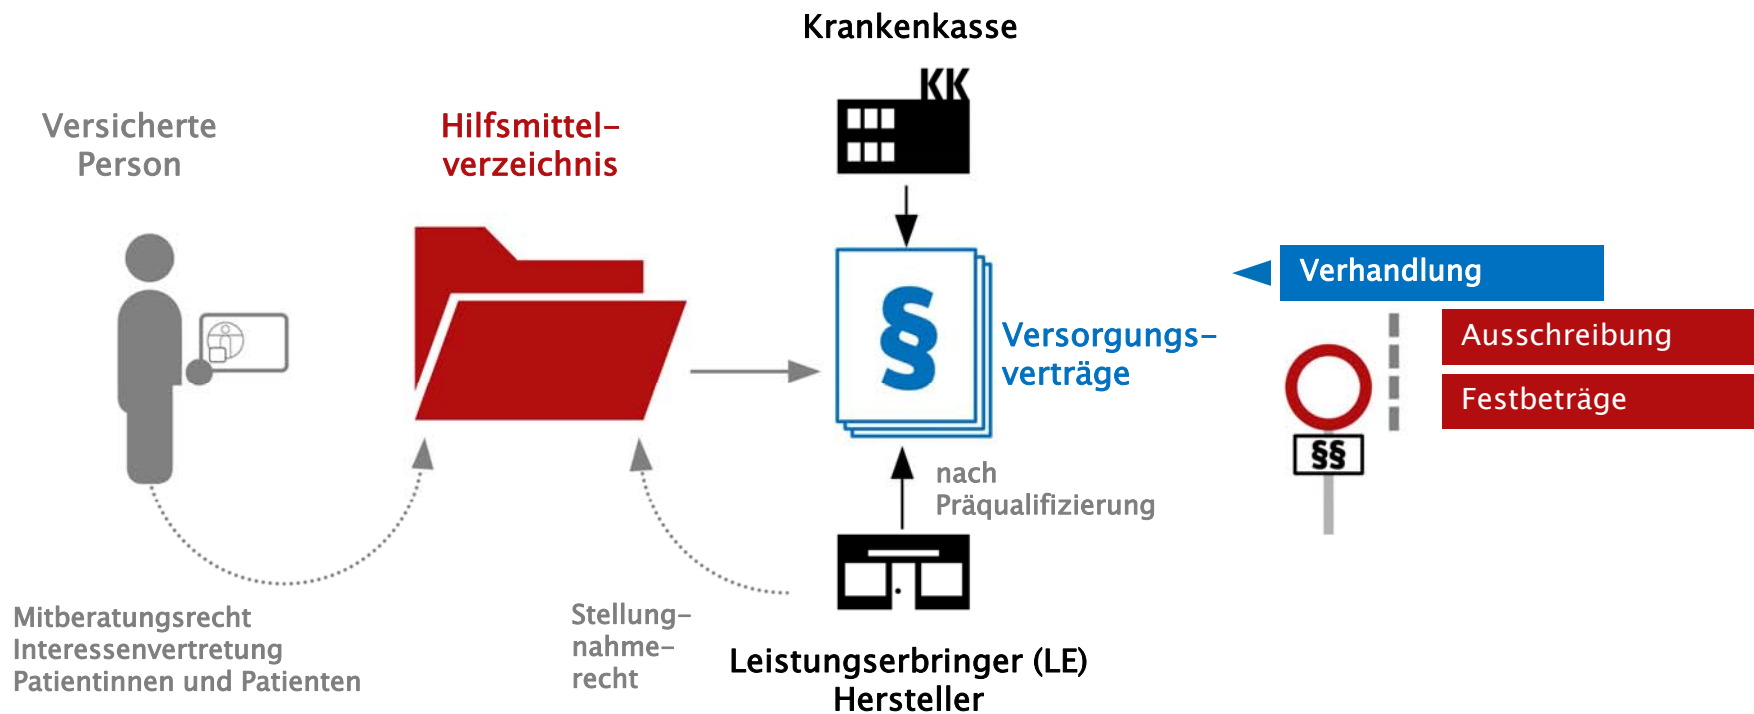 Krankenkasse
KK
Versicherte
Person
Hilfsmittel-
verzeichnis
§
Versorgungs-
verträge
Verhandlung
Ausschreibung
Festbeträge
§§
nach
Präqualifizierung
Mitberatungsrecht
Interessenvertretung
Patientinnen und Patienten
Stellung-
nahme-
recht
Leistungserbringer (LE)
Hersteller